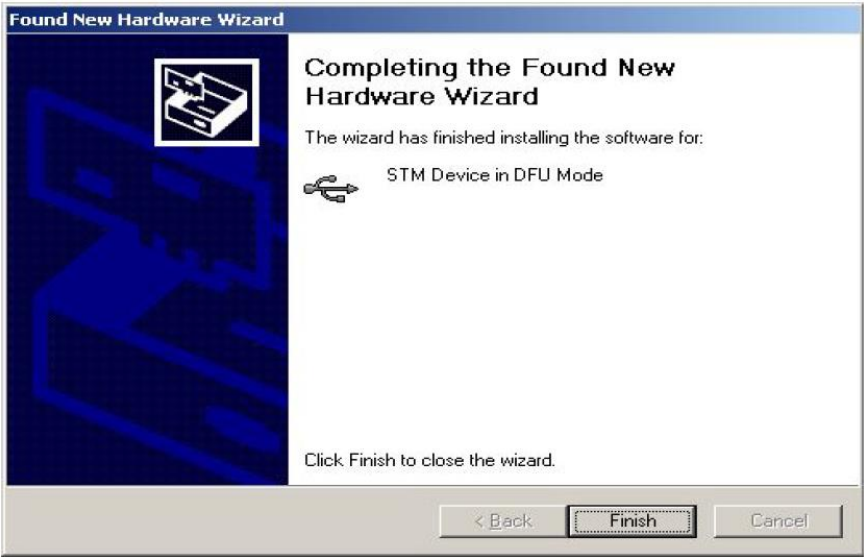 Found New Hardware Wizard
Completing the Found New
Hardware Wizard
The wizard has finished installing the software for:
STM Device in DFU Mode
Click Finish to close the wizard.
< Back
Finish
Cancel